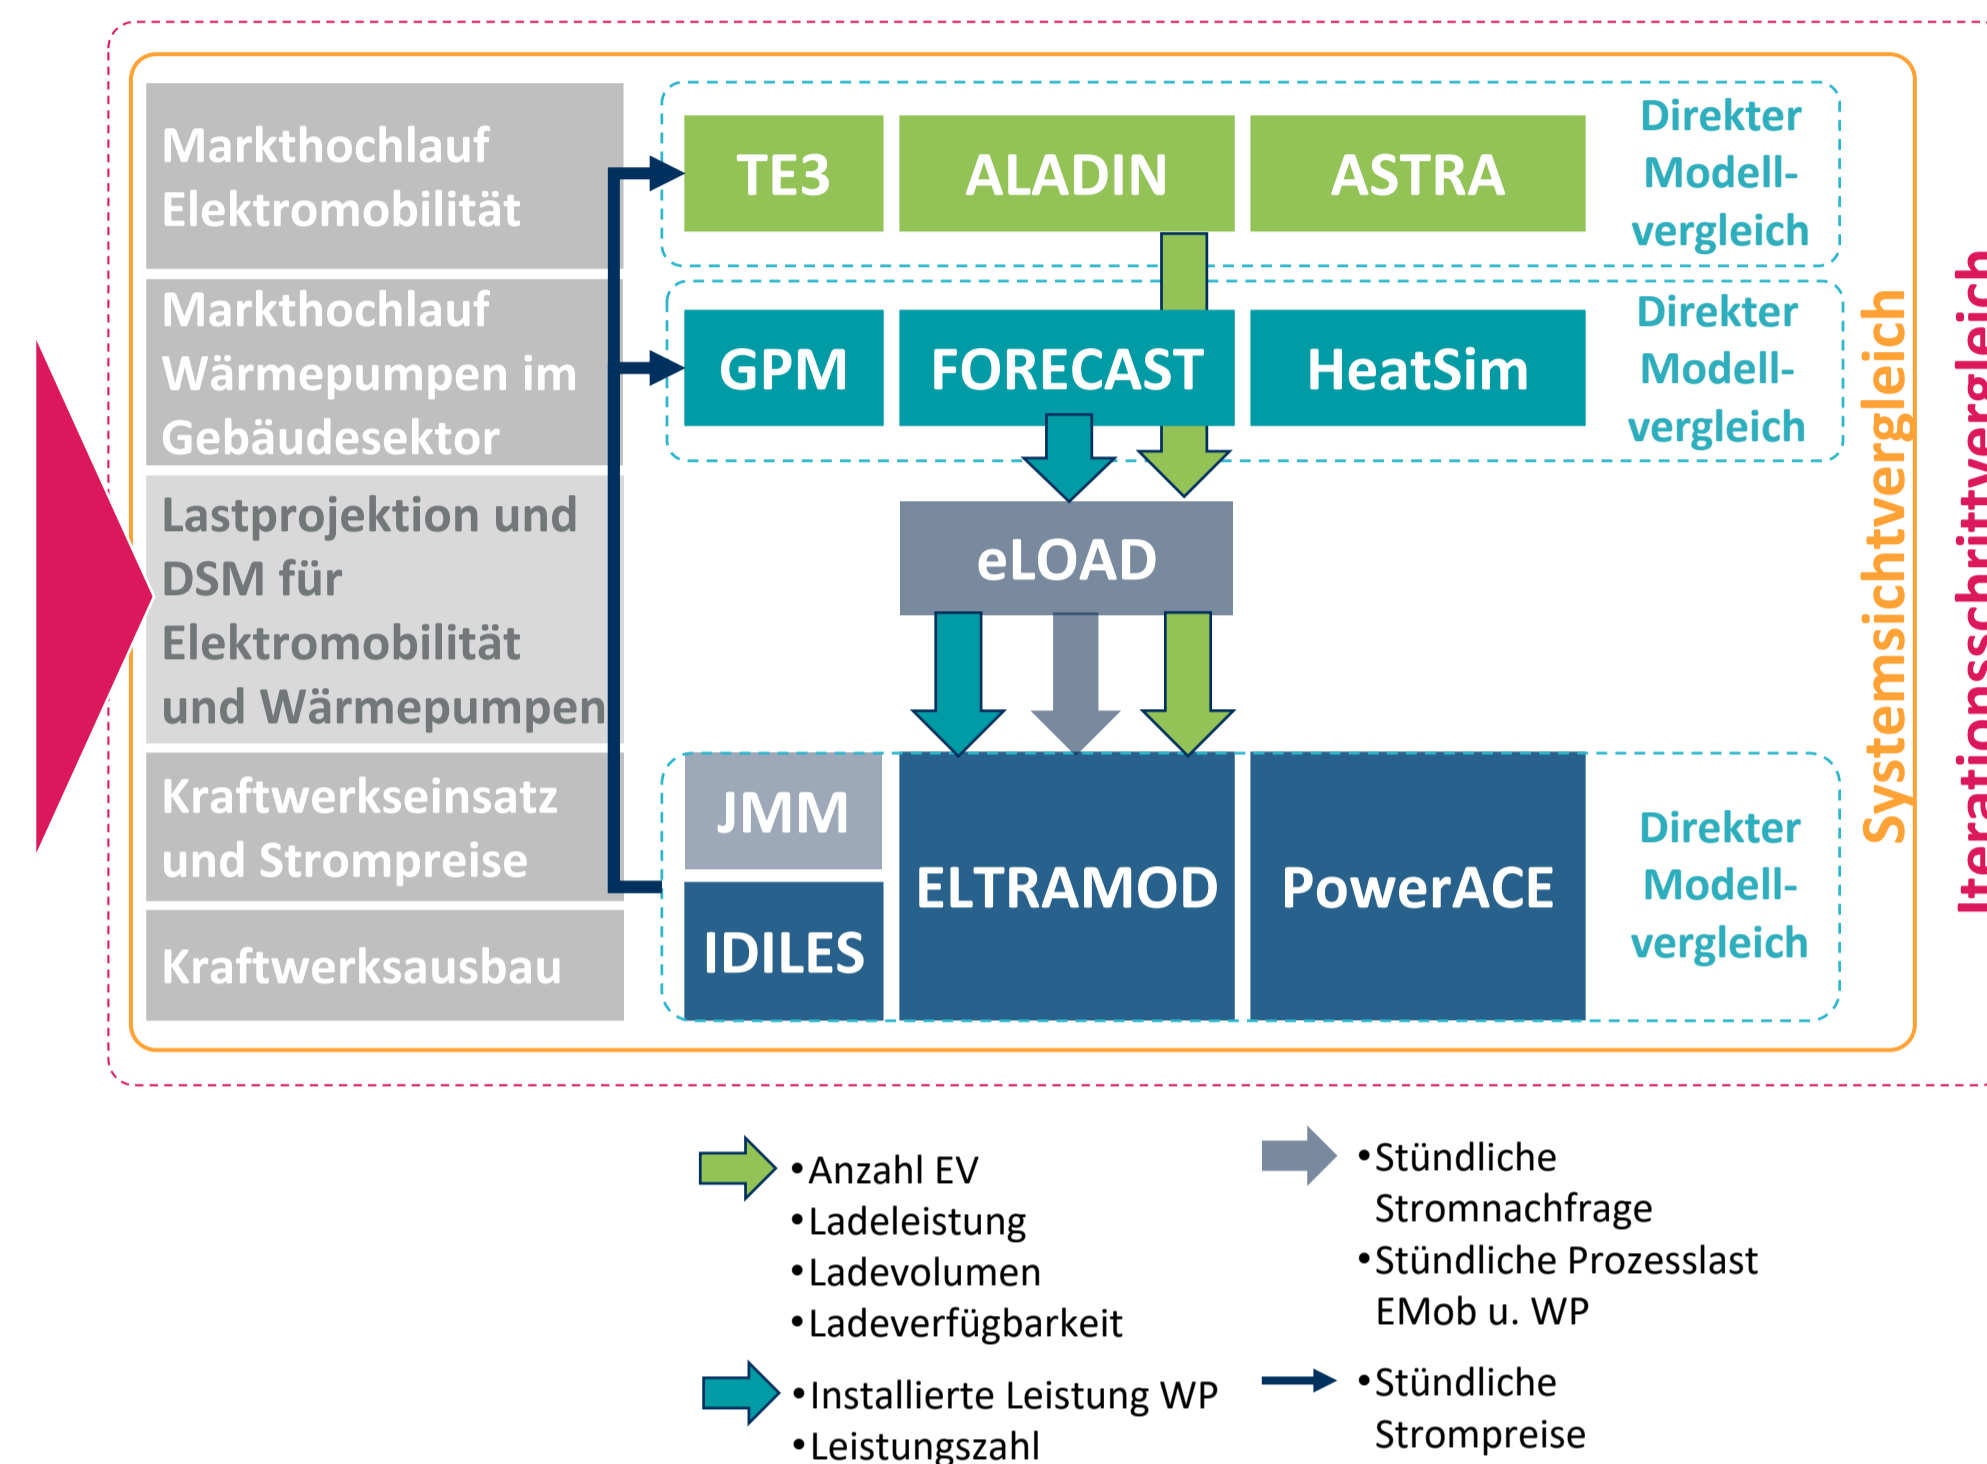 Markthochlauf
Elektromobilität
TE3
ALADIN
ASTRA
Direkter
Modell-
vergleich
Markthochlauf
Wärmepumpen im
Gebäudesektor
GPM
FORECAST
HeatSim
Direkter
Modell-
vergleich
Lastprojektion und
DSM für
Elektromobilität
und Wärmepumpen
eLOAD
Kraftwerkseinsatz
und Strompreise
Kraftwerksausbau
JMM
IDILES
ELTRAMOD
PowerACE
Direkter
Modell-
vergleich
Systemsichtvergleich
Iterationsschrittvergleich
•Anzahl EV
•Ladeleistung
•Ladevolumen
•Ladeverfügbarkeit
•Installierte Leistung WP
•Leistungszahl
•Stündliche
Stromnachfrage
•Stündliche Prozesslast
EMob u. WP
•Stündliche
Strompreise